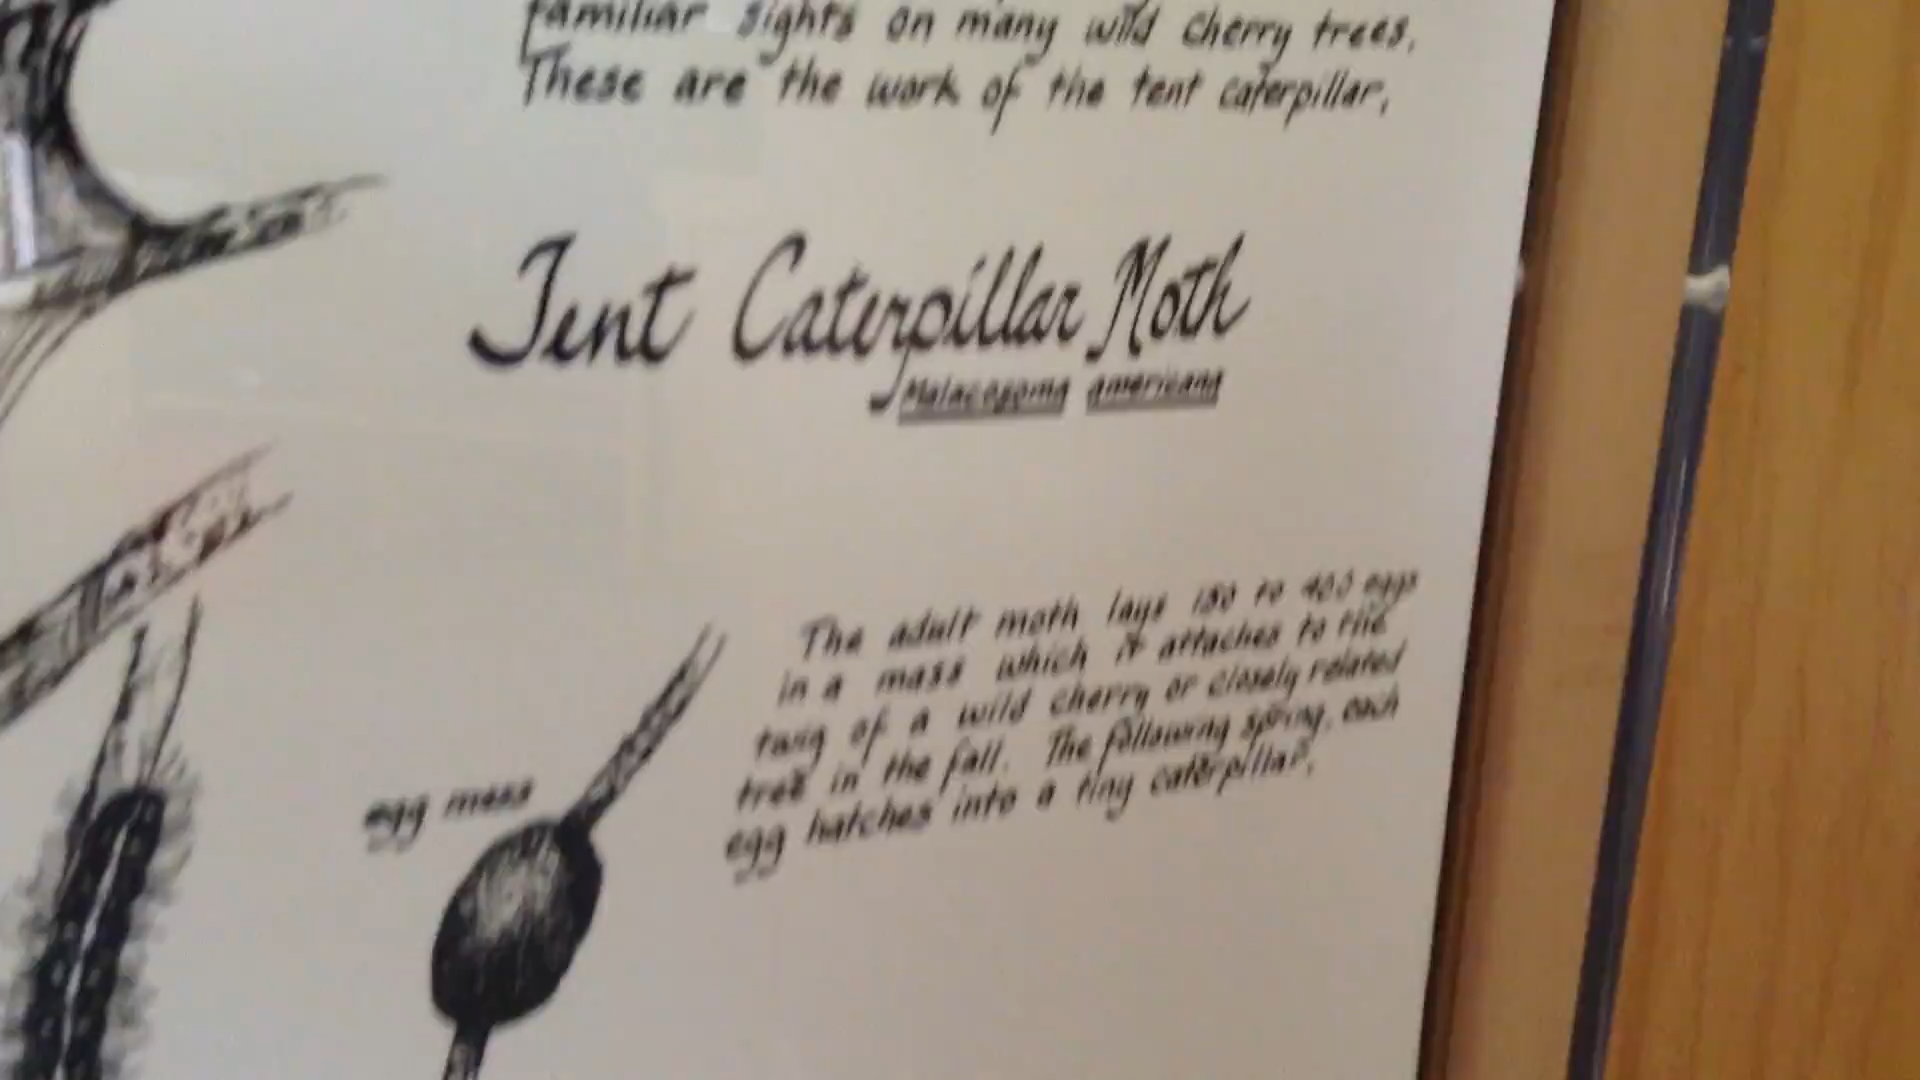 familiar sights on many wild cherry trees.
These are the work of the tent caterpillar.
Tent Caterpillar Moth
Malacosoma americana
The adult moth lays 150 to 400 eggs
in a mass which it attaches to the
twig of a wild cherry or closely related
tree in the fall. The following spring, each
egg hatches into a tiny caterpillar.
egg mass